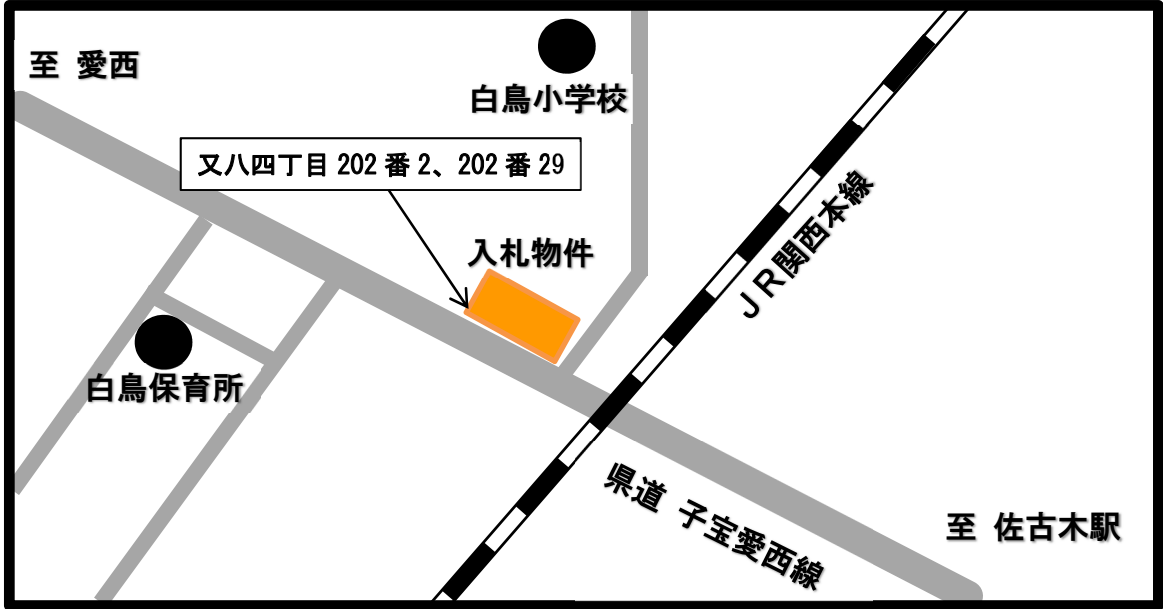 至 愛西
白鳥小学校
又八四丁目 202 番 2、202 番 29
入札物件
JR関西本線
白鳥保育所
県道 子宝愛西線
至 佐古木駅